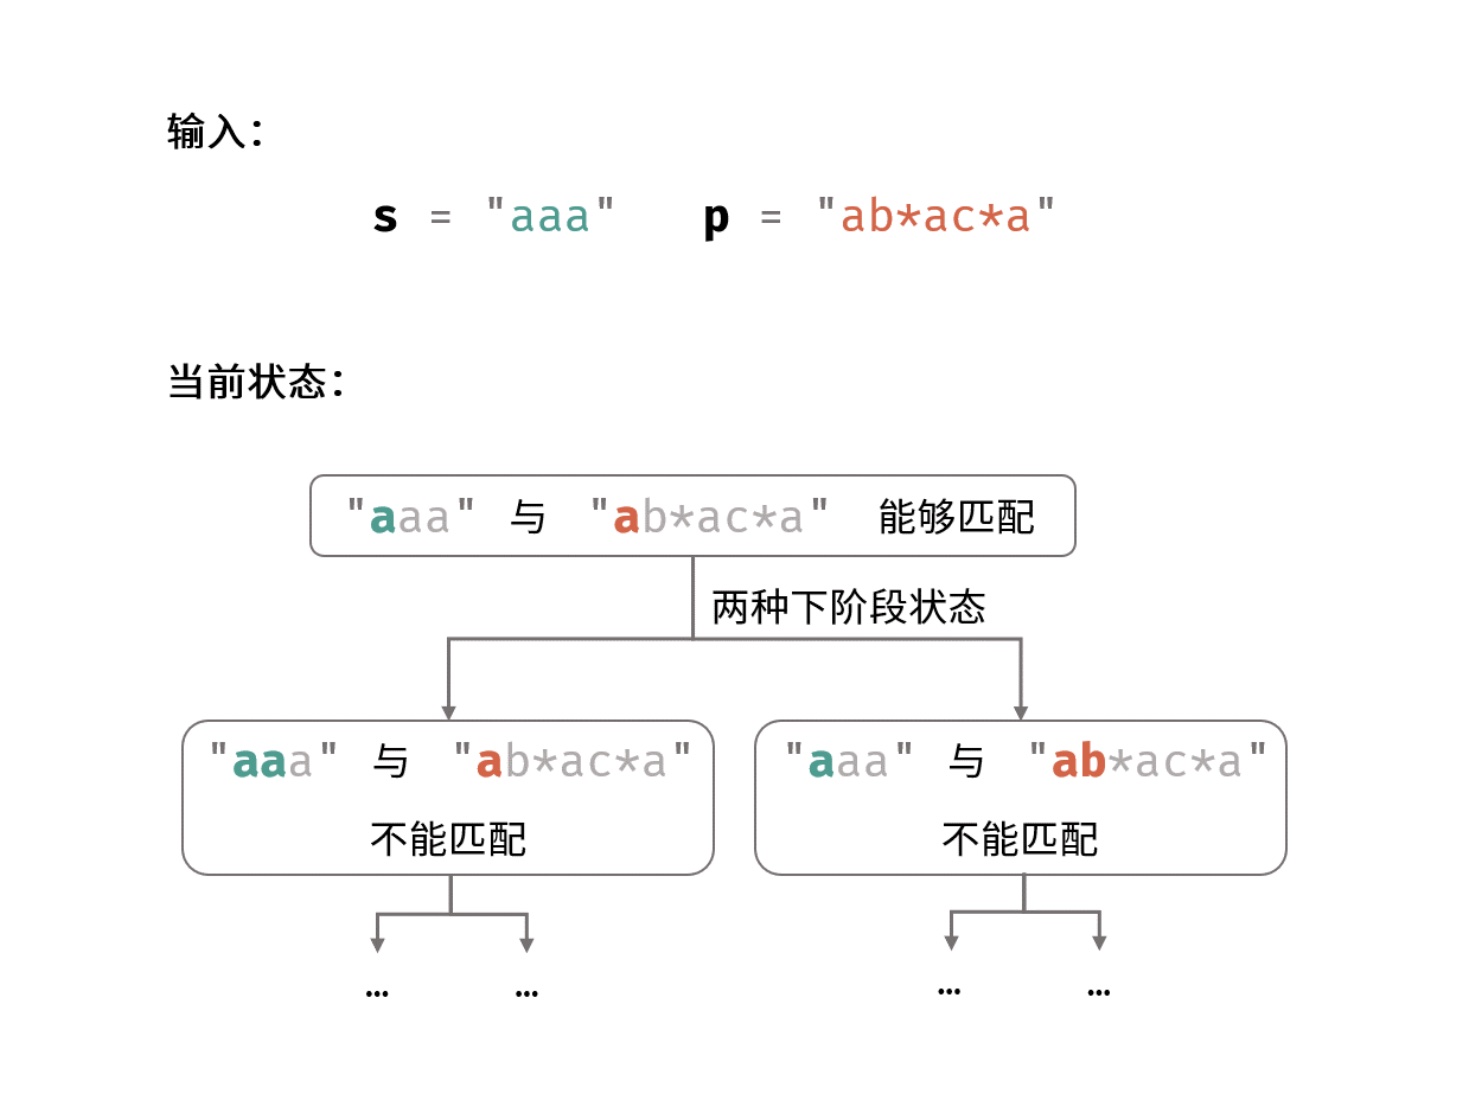 输入：
s = "aaa" p = "ab*ac*a"
当前状态：
"aaa" 与 "ab*ac*a" 能够匹配
两种下阶段状态
"aaa" 与 "ab*ac*a"
不能匹配
"aaa" 与 "ab*ac*a"
不能匹配
… … … …